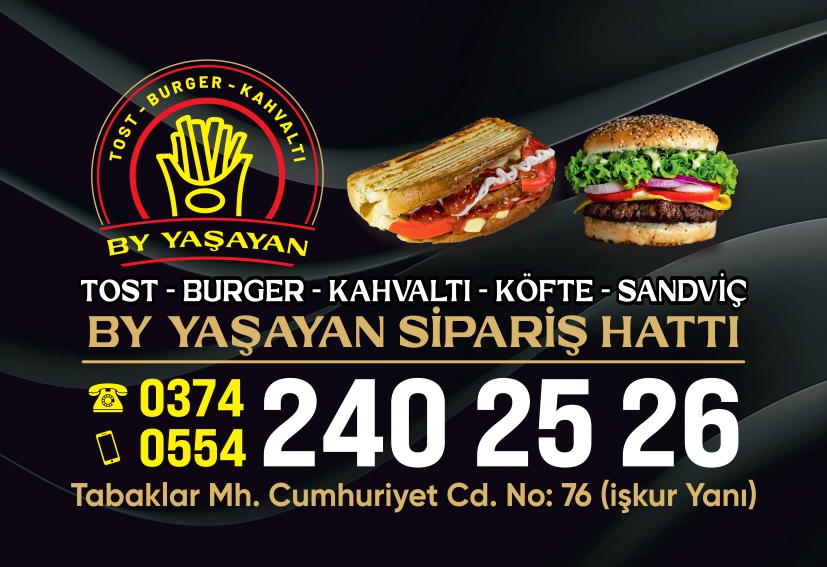 TOST - BURGER - KAHVALTI
BY YAŞAYAN
TOST - BURGER - KAHVALTI - KÖFTE - SANDVİÇ
BY YAŞAYAN SİPARİŞ HATTI
0374
0554
240 25 26
Tabaklar Mh. Cumhuriyet Cd. No: 76 (işkur Yanı)